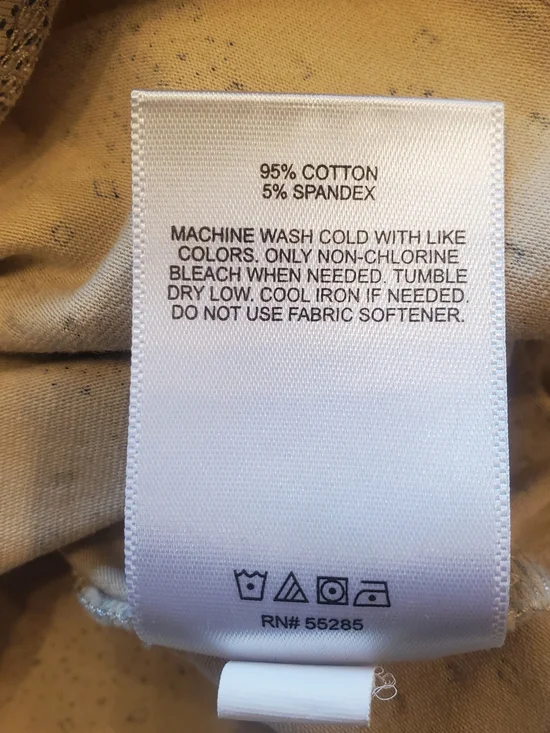 95% COTTON
5% SPANDEX
MACHINE WASH COLD WITH LIKE
COLORS. ONLY NON-CHLORINE
BLEACH WHEN NEEDED. TUMBLE
DRY LOW. COOL IRON IF NEEDED.
DO NOT USE FABRIC SOFTENER.
RN# 55285